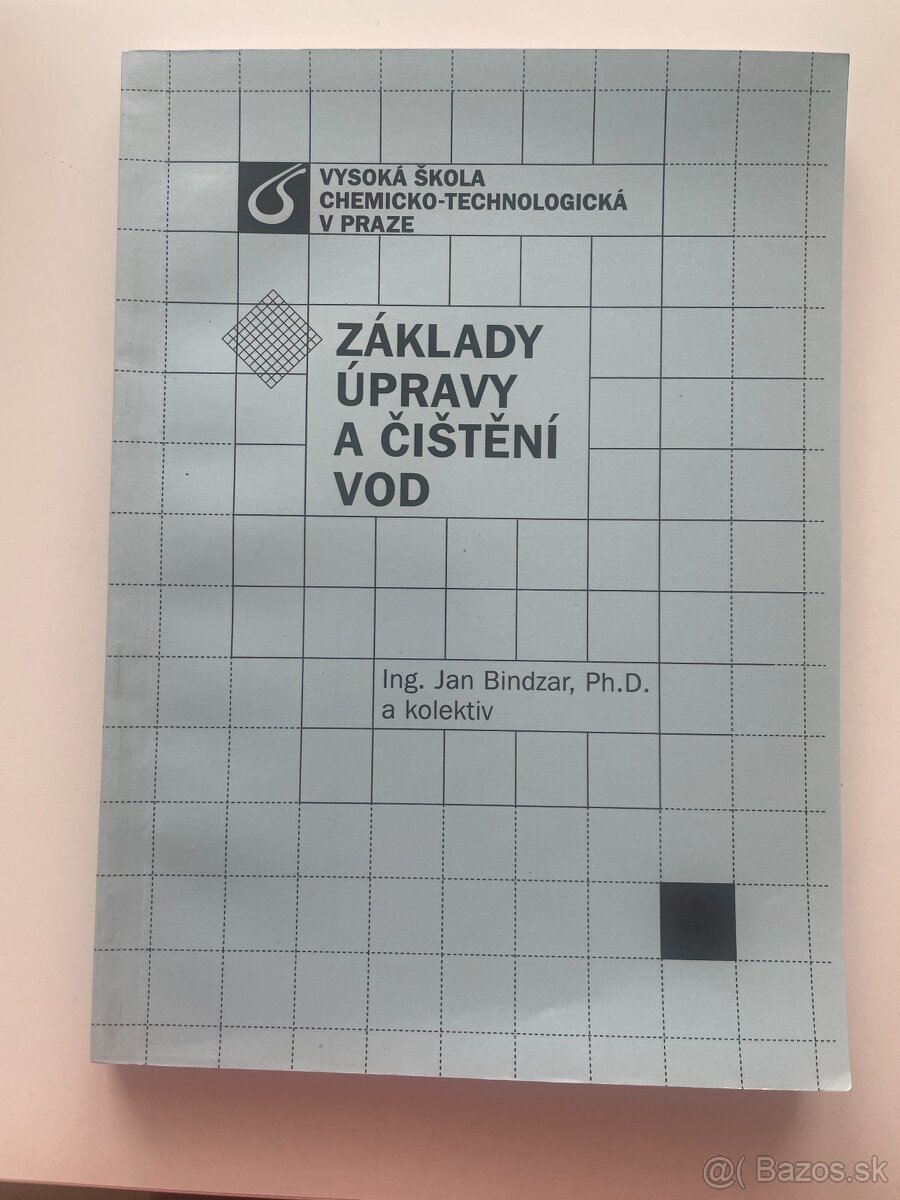 VYSOKÁ ŠKOLA
CHEMICKO-TECHNOLOGICKÁ
V PRAZE
ZÁKLADY
ÚPRAVY
A ČIŠTĚNÍ
VOD
Ing. Jan Bindzar, Ph.D.
a kolektiv
@( Bazos.sk